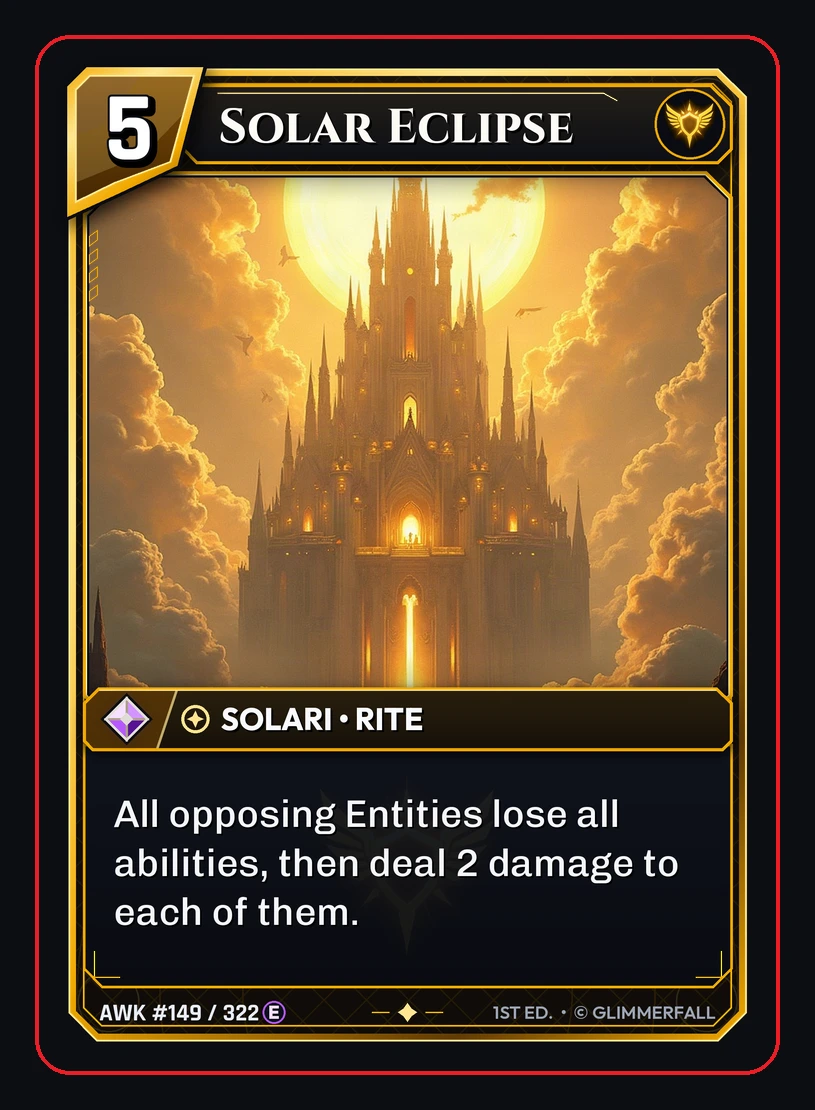 5
SOLAR ECLIPSE
SOLARI • RITE
All opposing Entities lose all
abilities, then deal 2 damage to
each of them.
AWK #149 / 322 E
1ST ED. • © GLIMMERFALL